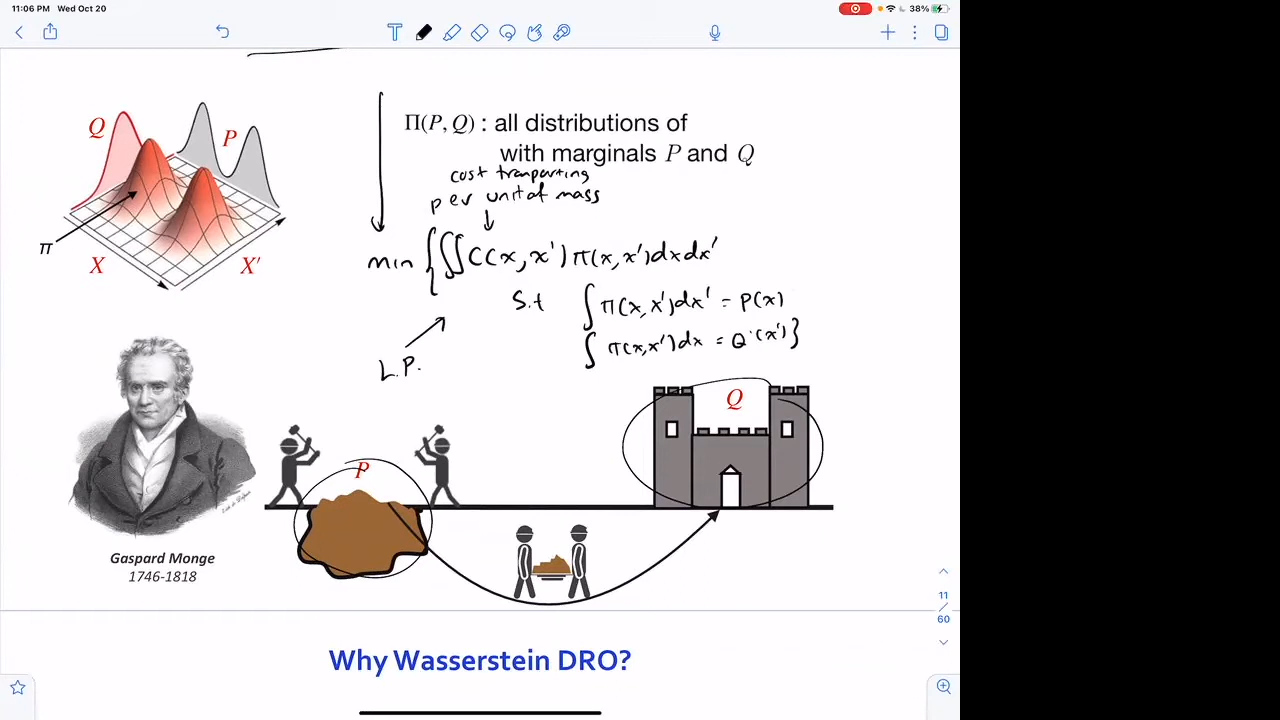 11:06 PM Wed Oct 20
38%
Q
P
Π(P, Q) : all distributions of
with marginals P and Q
cost tranporting
per unit of mass
π
X
X'
min { ∬ C(x, x') π(x, x') dx dx'
s.t ∫ π(x, x') dx' = P(x)
∫ π(x, x') dx = Q(x') }
L.P.
Q
P
Gaspard Monge
1746-1818
11
/
60
Why Wasserstein DRO?